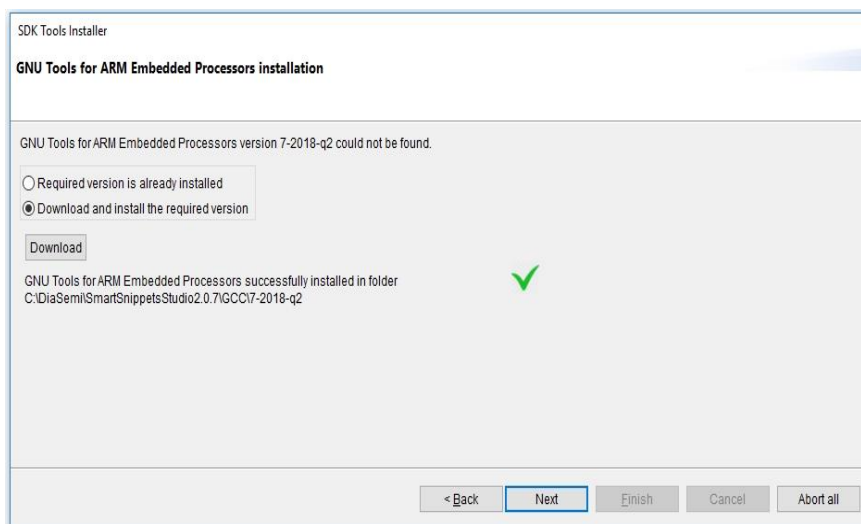 SDK Tools Installer
GNU Tools for ARM Embedded Processors installation
GNU Tools for ARM Embedded Processors version 7-2018-q2 could not be found.
Required version is already installed
Download and install the required version
Download
GNU Tools for ARM Embedded Processors successfully installed in folder
C:\DiaSemi\SmartSnippetsStudio2.0.7\GCC\7-2018-q2
< Back Next Finish Cancel Abort all